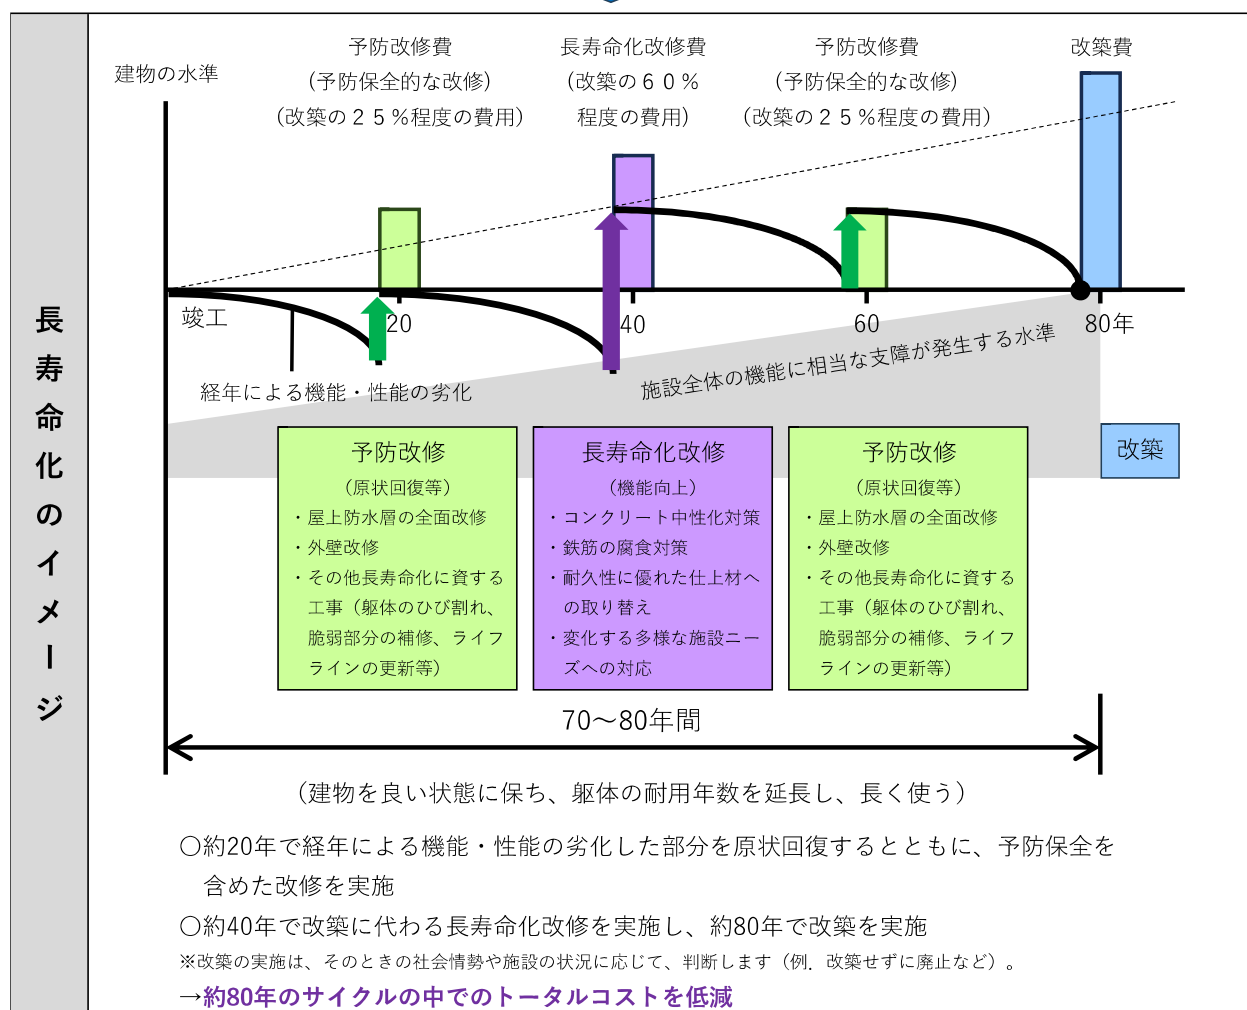 長寿命化のイメージ
建物の水準
予防改修費
(予防保全的な改修)
(改築の２５%程度の費用)
長寿命化改修費
(改築の６０%
程度の費用)
予防改修費
(予防保全的な改修)
(改築の２５%程度の費用)
改築費
竣工
20
40
60
80年
経年による機能・性能の劣化
施設全体の機能に相当な支障が発生する水準
予防改修
（原状回復等）
・屋上防水層の全面改修
・外壁改修
・その他長寿命化に資する
工事（躯体のひび割れ、
脆弱部分の補修、ライフ
ラインの更新等）
長寿命化改修
（機能向上）
・コンクリート中性化対策
・鉄筋の腐食対策
・耐久性に優れた仕上材へ
の取り替え
・変化する多様な施設ニー
ズへの対応
予防改修
（原状回復等）
・屋上防水層の全面改修
・外壁改修
・その他長寿命化に資する
工事（躯体のひび割れ、
脆弱部分の補修、ライフ
ラインの更新等）
改築
70～80年間
（建物を良い状態に保ち、躯体の耐用年数を延長し、長く使う）
○約20年で経年による機能・性能の劣化した部分を原状回復するとともに、予防保全を
含めた改修を実施
○約40年で改築に代わる長寿命化改修を実施し、約80年で改築を実施
※改築の実施は、そのときの社会情勢や施設の状況に応じて、判断します（例．改築せずに廃止など）。
→約80年のサイクルの中でのトータルコストを低減